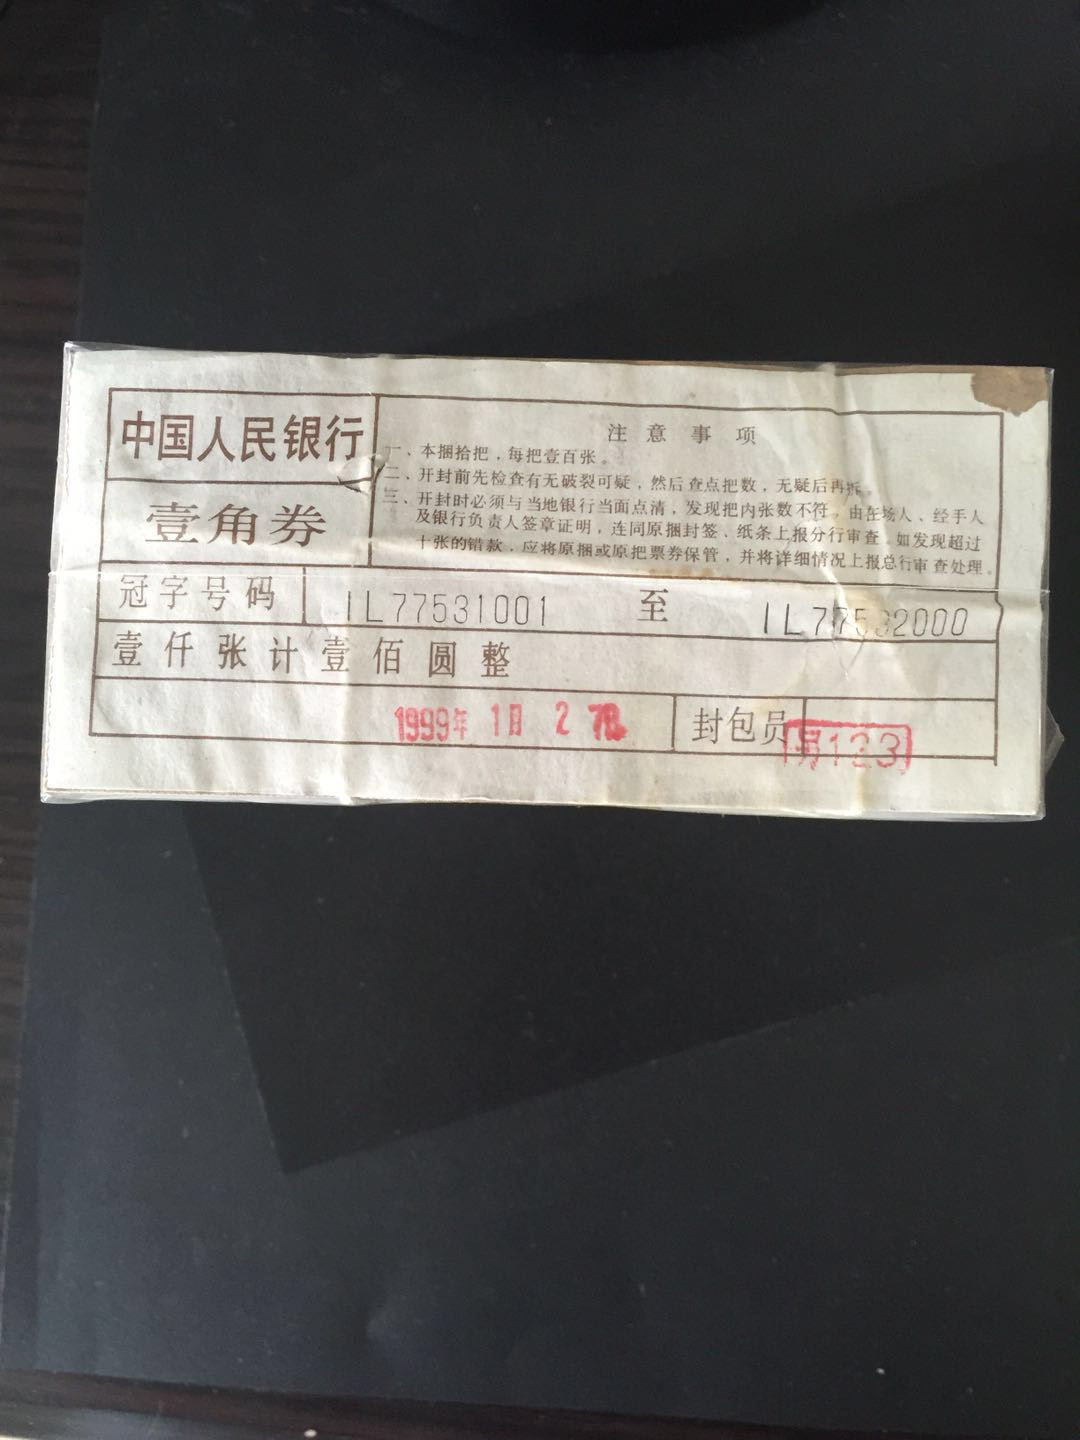 中国人民银行
壹角券
注意事项
一、本捆拾把，每把壹百张。
二、开封前先检查有无破裂可疑，然后查点把数，无疑后再拆。
三、开封时必须与当地银行当面点清，发现把内张数不符，由在场人、经手人
及银行负责人签章证明，连同原捆封签、纸条上报分行审查，如发现超过
十张的错款，应将原捆或原把票券保管，并将详细情况上报总行审查处理。
冠字号码 IL77531001 至 IL77532000
壹仟张计壹佰圆整
1999年 1月 2 封包员 123